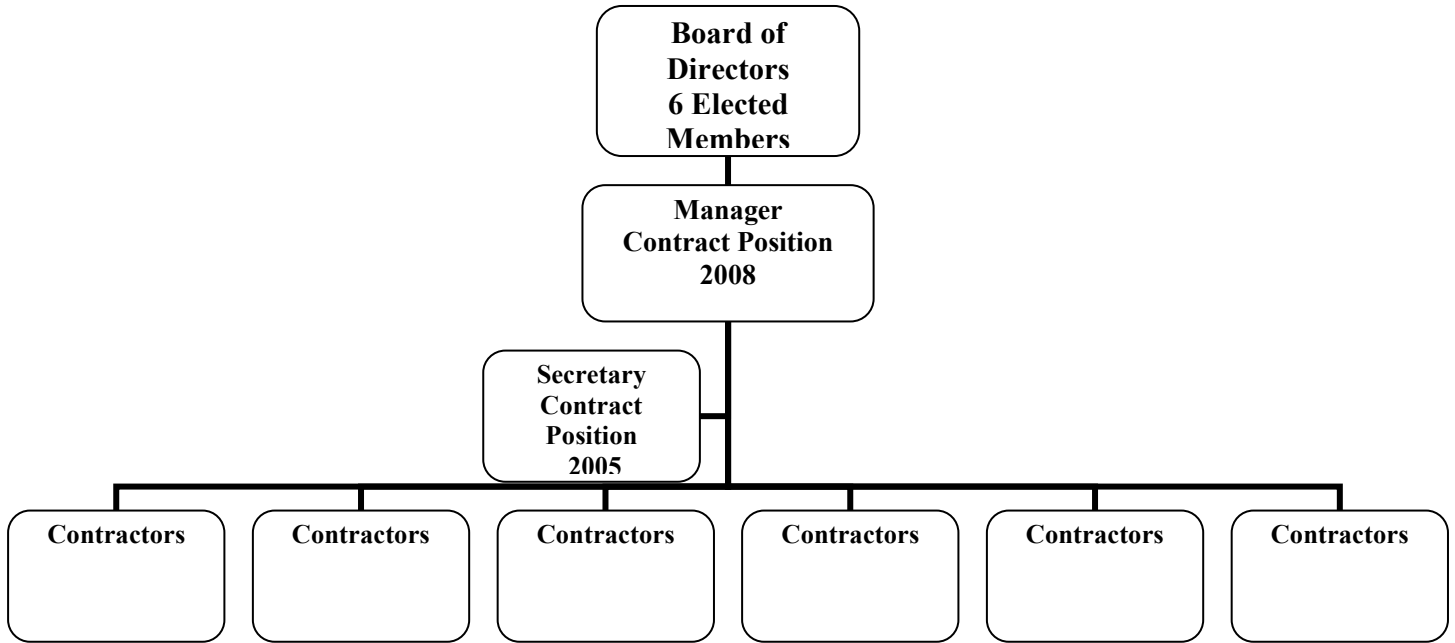 Board of
Directors
6 Elected
Members
Manager
Contract Position
2008
Secretary
Contract
Position
2005
Contractors
Contractors
Contractors
Contractors
Contractors
Contractors